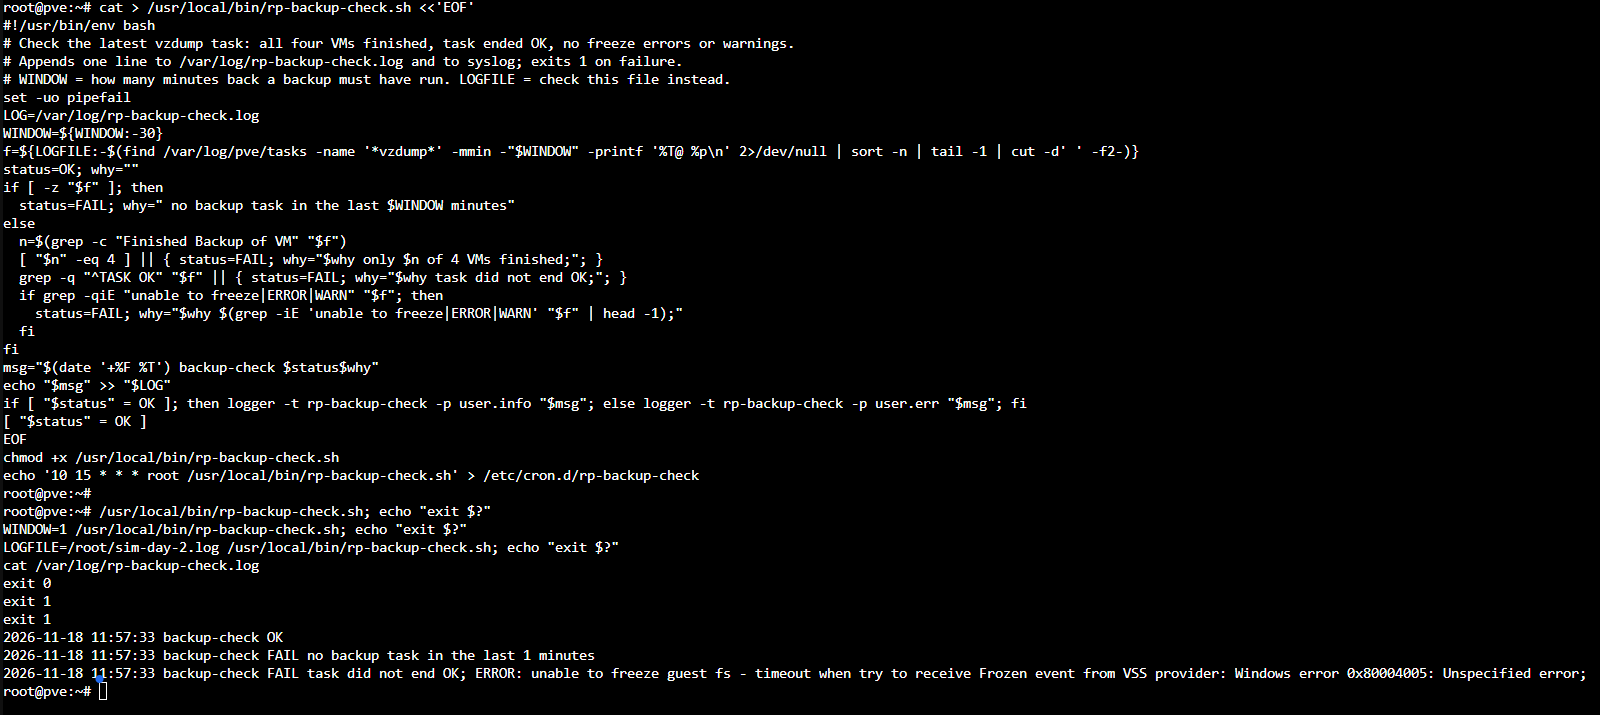 root@pve:~# cat > /usr/local/bin/rp-backup-check.sh <<'EOF'
#!/usr/bin/env bash
# Check the latest vzdump task: all four VMs finished, task ended OK, no freeze errors or warnings.
# Appends one line to /var/log/rp-backup-check.log and to syslog; exits 1 on failure.
# WINDOW = how many minutes back a backup must have run. LOGFILE = check this file instead.
set -uo pipefail
LOG=/var/log/rp-backup-check.log
WINDOW=${WINDOW:-30}
f=${LOGFILE:-$(find /var/log/pve/tasks -name '*vzdump*' -mmin -"$WINDOW" -printf '%T@ %p\n' 2>/dev/null | sort -n | tail -1 | cut -d' ' -f2-)}
status=OK; why=""
if [ -z "$f" ]; then
  status=FAIL; why=" no backup task in the last $WINDOW minutes"
else
  n=$(grep -c "Finished Backup of VM" "$f")
  [ "$n" -eq 4 ] || { status=FAIL; why="$why only $n of 4 VMs finished;"; }
  grep -q "^TASK OK" "$f" || { status=FAIL; why="$why task did not end OK;"; }
  if grep -qiE "unable to freeze|ERROR|WARN" "$f"; then
    status=FAIL; why="$why $(grep -iE 'unable to freeze|ERROR|WARN' "$f" | head -1);"
  fi
fi
msg="$(date '+%F %T') backup-check $status$why"
echo "$msg" >> "$LOG"
if [ "$status" = OK ]; then logger -t rp-backup-check -p user.info "$msg"; else logger -t rp-backup-check -p user.err "$msg"; fi
[ "$status" = OK ]
EOF
chmod +x /usr/local/bin/rp-backup-check.sh
echo '10 15 * * * root /usr/local/bin/rp-backup-check.sh' > /etc/cron.d/rp-backup-check
root@pve:~#
root@pve:~# /usr/local/bin/rp-backup-check.sh; echo "exit $?"
WINDOW=1 /usr/local/bin/rp-backup-check.sh; echo "exit $?"
LOGFILE=/root/sim-day-2.log /usr/local/bin/rp-backup-check.sh; echo "exit $?"
cat /var/log/rp-backup-check.log
exit 0
exit 1
exit 1
2026-11-18 11:57:33 backup-check OK
2026-11-18 11:57:33 backup-check FAIL no backup task in the last 1 minutes
2026-11-18 11:57:33 backup-check FAIL task did not end OK; ERROR: unable to freeze guest fs - timeout when try to receive Frozen event from VSS provider: Windows error 0x80004005: Unspecified error;
root@pve:~#